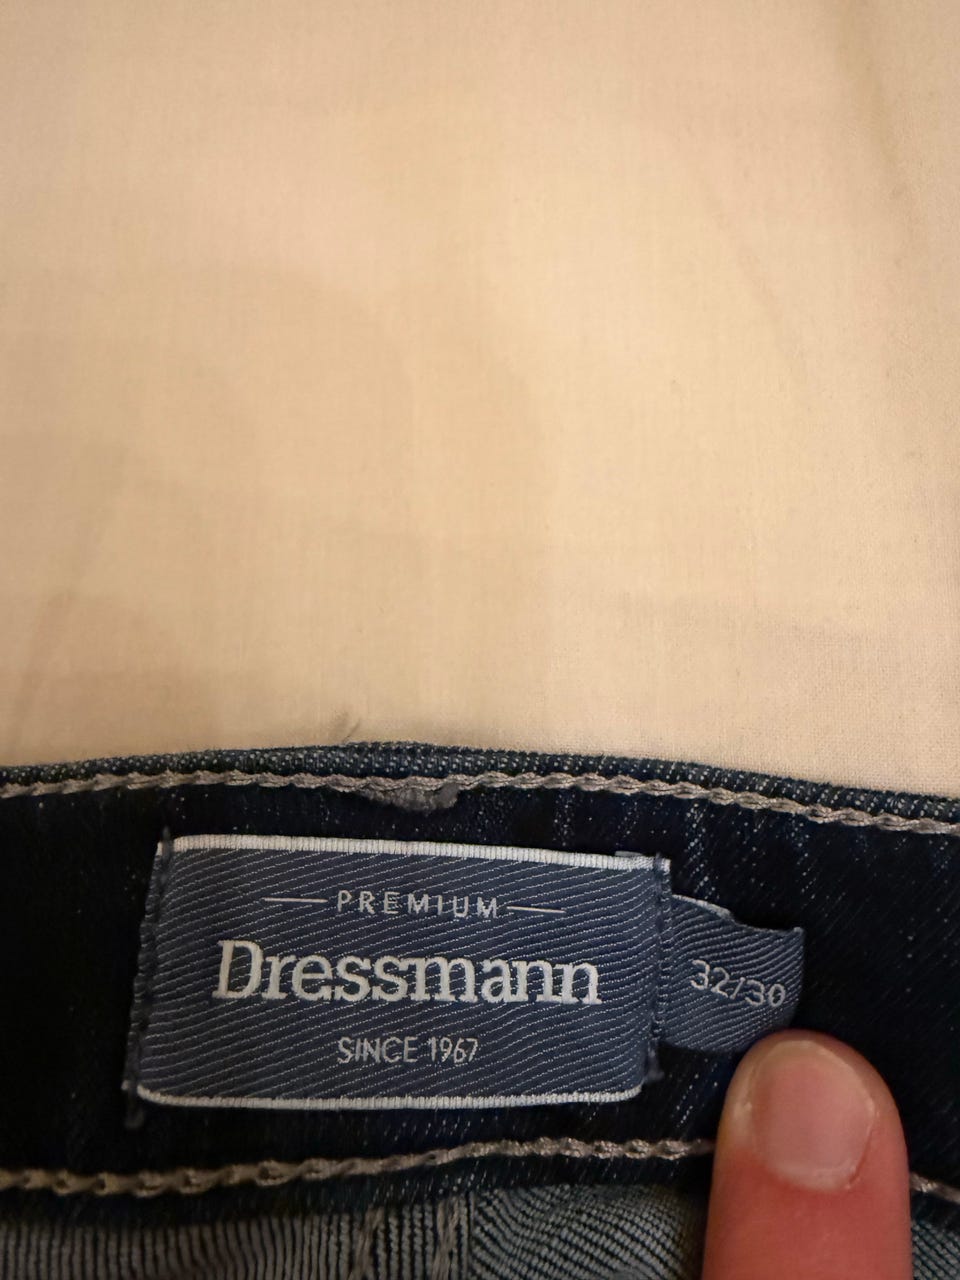 PREMIUM
Dressmann
SINCE 1967
32/30